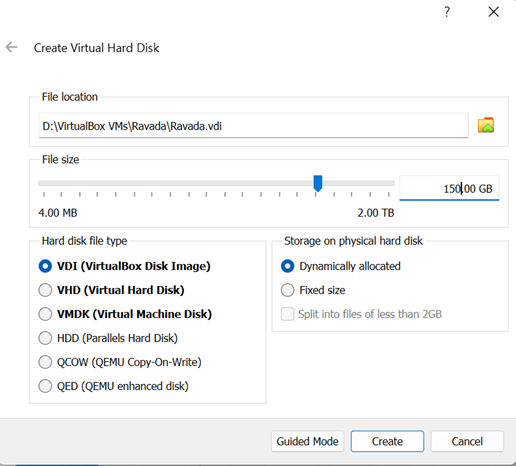 ?
Create Virtual Hard Disk
File location
D:\VirtualBox VMs\Ravada\Ravada.vdi
File size
150.00 GB
4.00 MB 2.00 TB
Hard disk file type
VDI (VirtualBox Disk Image)
VHD (Virtual Hard Disk)
VMDK (Virtual Machine Disk)
HDD (Parallels Hard Disk)
QCOW (QEMU Copy-On-Write)
QED (QEMU enhanced disk)
Storage on physical hard disk
Dynamically allocated
Fixed size
Split into files of less than 2GB
Guided Mode Create Cancel